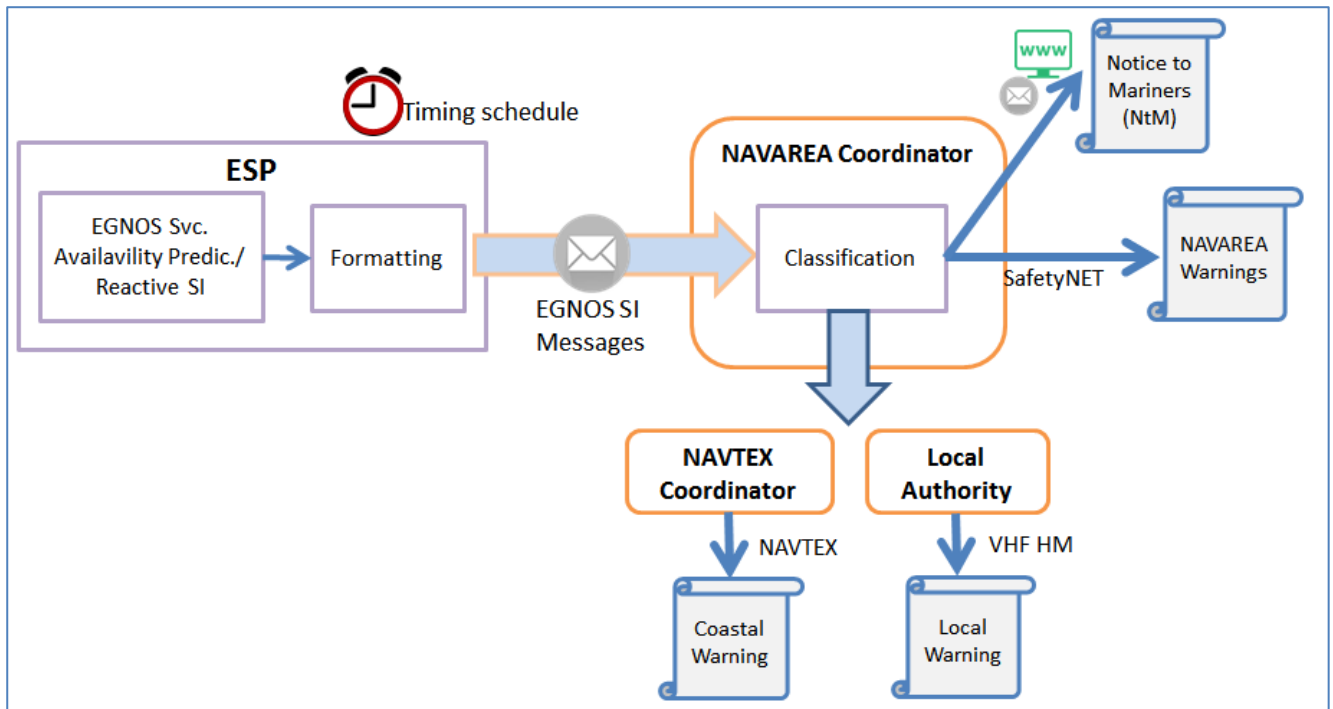 Timing schedule
ESP
EGNOS Svc.
Availavility Predic./
Reactive SI
Formatting
EGNOS SI
Messages
NAVAREA Coordinator
Classification
www
Notice to
Mariners
(NtM)
SafetyNET
NAVAREA
Warnings
NAVTEX
Coordinator
Local
Authority
NAVTEX
VHF HM
Coastal
Warning
Local
Warning